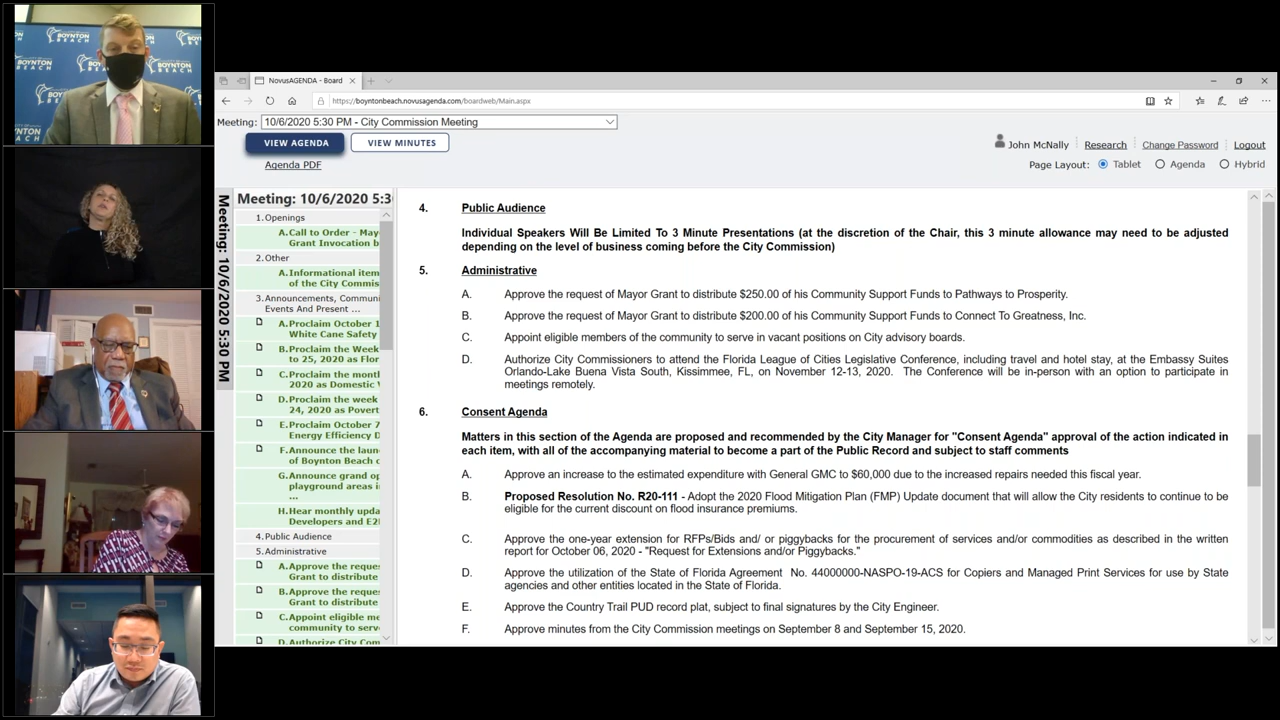 BOYNTON
BEACH
BOYNTON
BEACH
BOYNTON
NovusAGENDA - Board
https://boyntonbeach.novusagenda.com/boardweb/Main.aspx
Meeting: 10/6/2020 5:30 PM - City Commission Meeting
VIEW AGENDA VIEW MINUTES
Agenda PDF
John McNally Research Change Password Logout
Page Layout: Tablet Agenda Hybrid
Meeting: 10/6/2020 5:30 PM
Meeting: 10/6/2020 5:3
1.Openings
A.Call to Order - May
Grant Invocation b
2.Other
A.Informational item
of the City Commis
3.Announcements, Commun
Events And Present ...
A.Proclaim October 1
White Cane Safety
B.Proclaim the Week
to 25, 2020 as Flor
C.Proclaim the month
2020 as Domestic V
D.Proclaim the week
24, 2020 as Povert
E.Proclaim October 7
Energy Efficiency D
F.Announce the laun
of Boynton Beach c
G.Announce grand op
playground areas i
...
H.Hear monthly upda
Developers and E2
4.Public Audience
5.Administrative
A.Approve the reque
Grant to distribute
B.Approve the reque
Grant to distribute
C.Appoint eligible me
community to serv
D.Authorize City Com
4. Public Audience
Individual Speakers Will Be Limited To 3 Minute Presentations (at the discretion of the Chair, this 3 minute allowance may need to be adjusted
depending on the level of business coming before the City Commission)
5. Administrative
A. Approve the request of Mayor Grant to distribute $250.00 of his Community Support Funds to Pathways to Prosperity.
B. Approve the request of Mayor Grant to distribute $200.00 of his Community Support Funds to Connect To Greatness, Inc.
C. Appoint eligible members of the community to serve in vacant positions on City advisory boards.
D. Authorize City Commissioners to attend the Florida League of Cities Legislative Conference, including travel and hotel stay, at the Embassy Suites
Orlando-Lake Buena Vista South, Kissimmee, FL, on November 12-13, 2020. The Conference will be in-person with an option to participate in
meetings remotely.
6. Consent Agenda
Matters in this section of the Agenda are proposed and recommended by the City Manager for "Consent Agenda" approval of the action indicated in
each item, with all of the accompanying material to become a part of the Public Record and subject to staff comments
A. Approve an increase to the estimated expenditure with General GMC to $60,000 due to the increased repairs needed this fiscal year.
B. Proposed Resolution No. R20-111 - Adopt the 2020 Flood Mitigation Plan (FMP) Update document that will allow the City residents to continue to be
eligible for the current discount on flood insurance premiums.
C. Approve the one-year extension for RFPs/Bids and/ or piggybacks for the procurement of services and/or commodities as described in the written
report for October 06, 2020 - "Request for Extensions and/or Piggybacks."
D. Approve the utilization of the State of Florida Agreement No. 44000000-NASPO-19-ACS for Copiers and Managed Print Services for use by State
agencies and other entities located in the State of Florida.
E. Approve the Country Trail PUD record plat, subject to final signatures by the City Engineer.
F. Approve minutes from the City Commission meetings on September 8 and September 15, 2020.